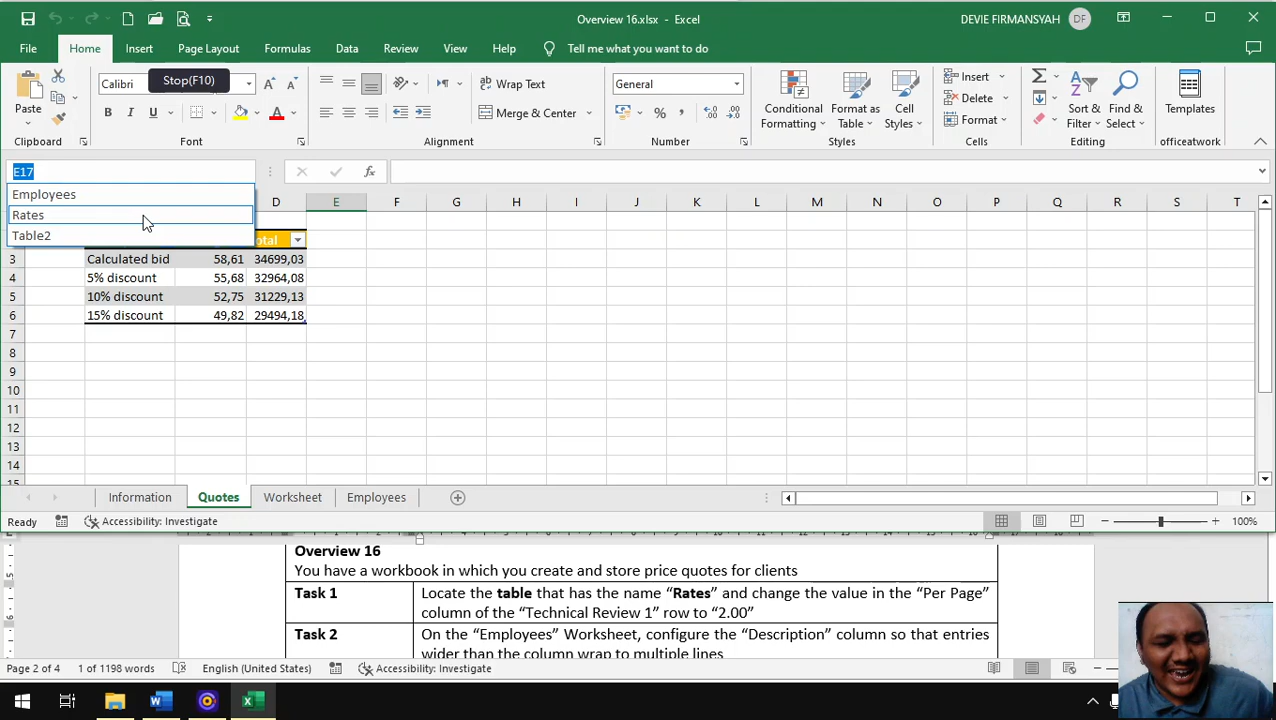 Overview 16.xlsx - Excel
DEVIE FIRMANSYAH DF
File Home Insert Page Layout Formulas Data Review View Help Tell me what you want to do
Stop(F10)
Paste
Calibri
B I U
A A
Wrap Text
Merge & Center
General
%
Conditional Formatting
Format as Table
Cell Styles
Insert
Delete
Format
Sort & Filter
Find & Select
Templates
Clipboard Font Alignment Number Styles Cells Editing officeatwork
E17
fx
Employees
Rates
Table2
D E F G H I J K L M N O P Q R S T
3 Calculated bid 58,61 34699,03
4 5% discount 55,68 32964,08
5 10% discount 52,75 31229,13
6 15% discount 49,82 29494,18
7
8
9
10
11
12
13
14
15
Information Quotes Worksheet Employees
Ready Accessibility: Investigate 100%
Overview 16
You have a workbook in which you create and store price quotes for clients
Task 1 Locate the table that has the name “Rates” and change the value in the “Per Page”
column of the “Technical Review 1” row to “2.00”
Task 2 On the “Employees” Worksheet, configure the “Description” column so that entries
wider than the column wrap to multiple lines
Page 2 of 4 1 of 1198 words English (United States) Accessibility: Investigate